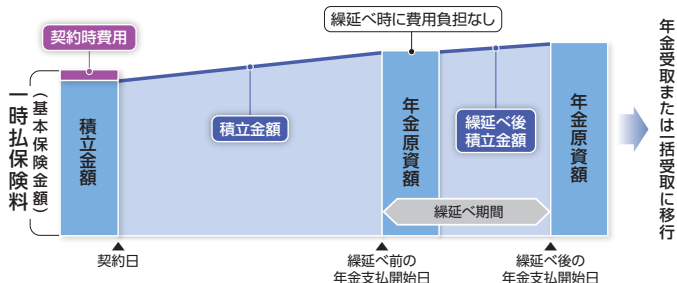 契約時費用
繰延べ時に費用負担なし
一時払保険料
（基本保険金額）
積立金額
積立金額
年金原資額
繰延べ後
積立金額
年金原資額
年金受取または一括受取に移行
繰延べ期間
契約日
繰延べ前の
年金支払開始日
繰延べ後の
年金支払開始日